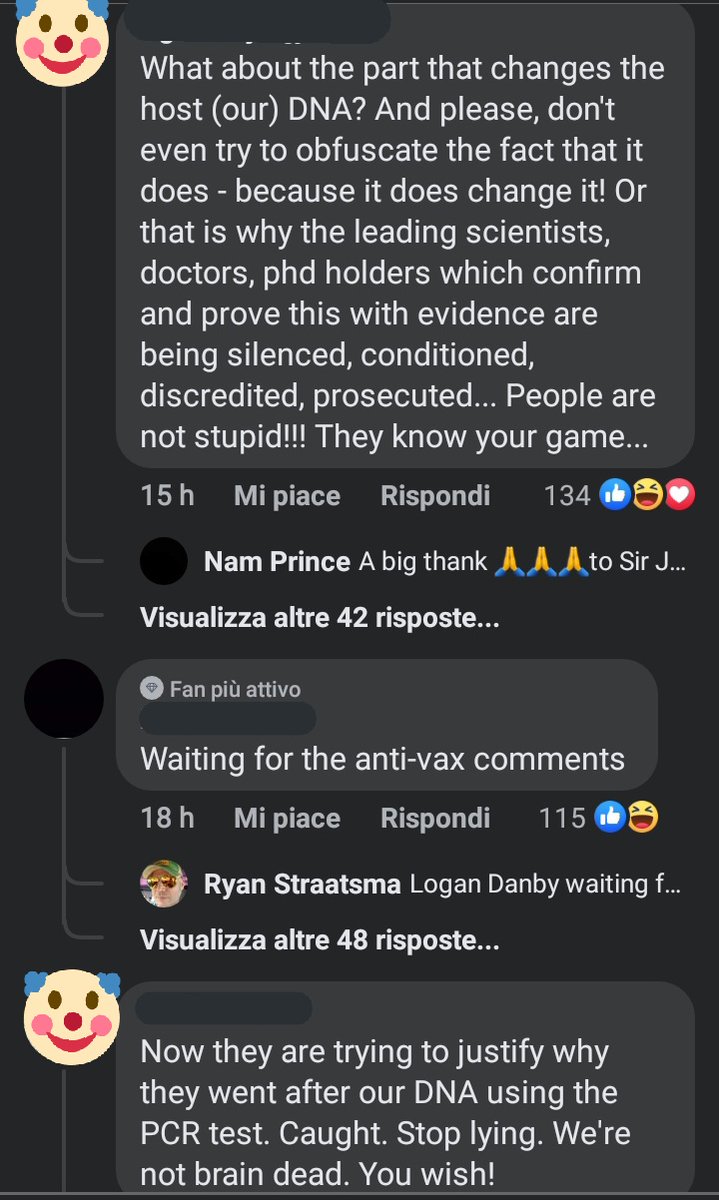 What about the part that changes the
host (our) DNA? And please, don't
even try to obfuscate the fact that it
does - because it does change it! Or
that is why the leading scientists,
doctors, phd holders which confirm
and prove this with evidence are
being silenced, conditioned,
discredited, prosecuted... People are
not stupid!!! They know your game...
15 h Mi piace Rispondi 134
Nam Prince A big thank 🙏🙏🙏to Sir J...
Visualizza altre 42 risposte...
Fan più attivo
Waiting for the anti-vax comments
18 h Mi piace Rispondi 115
Ryan Straatsma Logan Danby waiting f...
Visualizza altre 48 risposte...
Now they are trying to justify why
they went after our DNA using the
PCR test. Caught. Stop lying. We're
not brain dead. You wish!